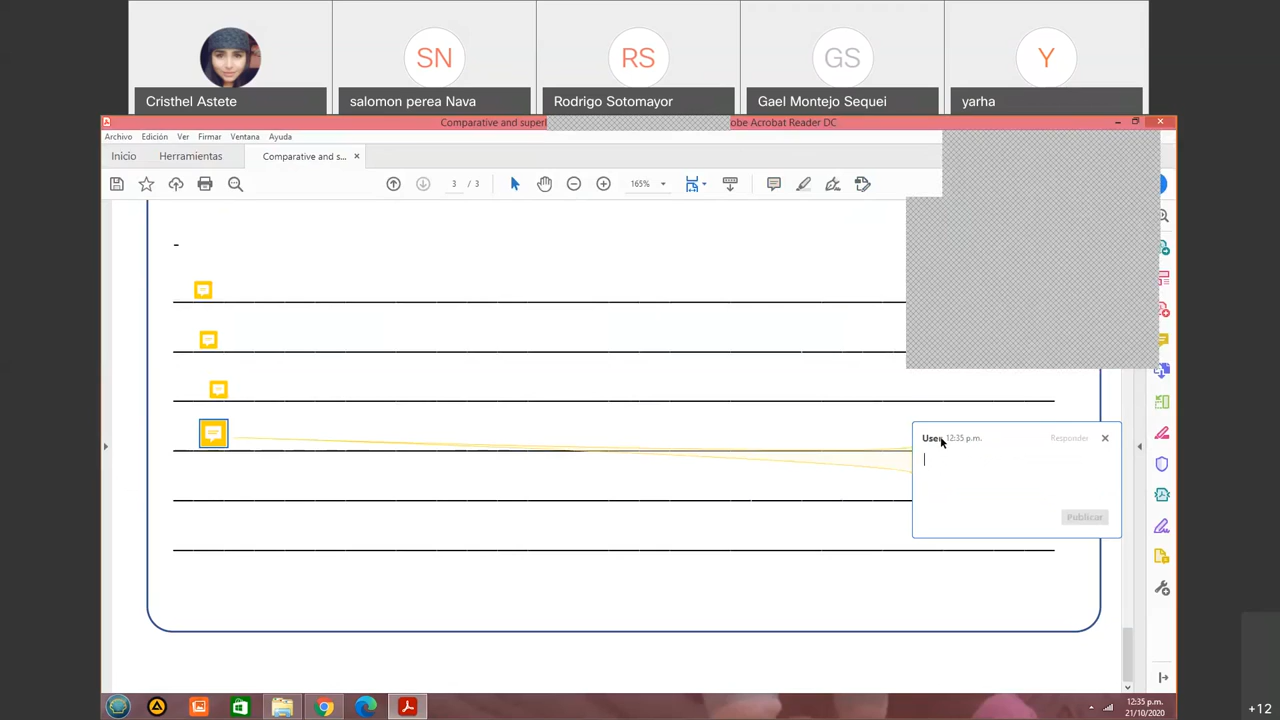 SN
RS
GS
Y
Cristhel Astete
salomon perea Nava
Rodrigo Sotomayor
Gael Montejo Sequei
yarha
Comparative and superl
obe Acrobat Reader DC
Archivo Edición Ver Firmar Ventana Ayuda
Inicio Herramientas Comparative and s...
3 / 3 165%
-
User 12:35 p.m. Responder
Publicar
12:35 p.m.
21/10/2020
+12